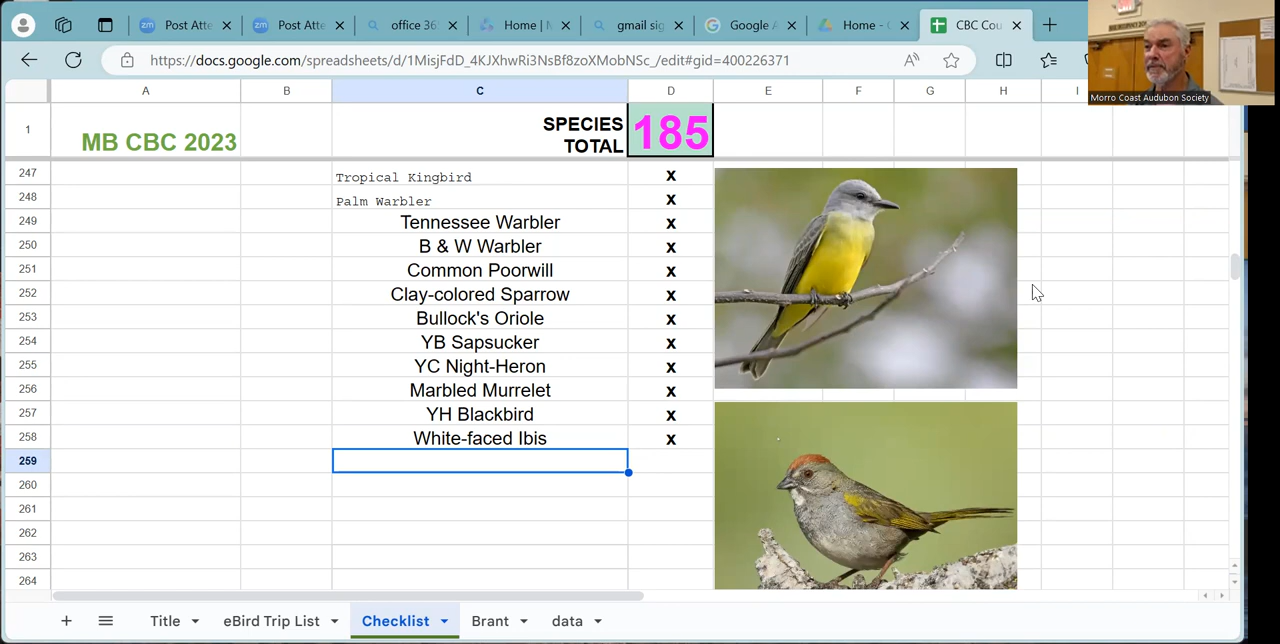 Post Atte
Post Atte
office 36
Home |
gmail sig
Google
Home -
CBC Cou
https://docs.google.com/spreadsheets/d/1MisjFdD_4KJXhwRi3NsBf8zoXMobNSc_/edit#gid=400226371
Morro Coast Audubon Society
A B C D E F G H I
1 MB CBC 2023 SPECIES TOTAL 185
247 Tropical Kingbird x
248 Palm Warbler x
249 Tennessee Warbler x
250 B & W Warbler x
251 Common Poorwill x
252 Clay-colored Sparrow x
253 Bullock's Oriole x
254 YB Sapsucker x
255 YC Night-Heron x
256 Marbled Murrelet x
257 YH Blackbird x
258 White-faced Ibis x
259
260
261
262
263
264
Title eBird Trip List Checklist Brant data